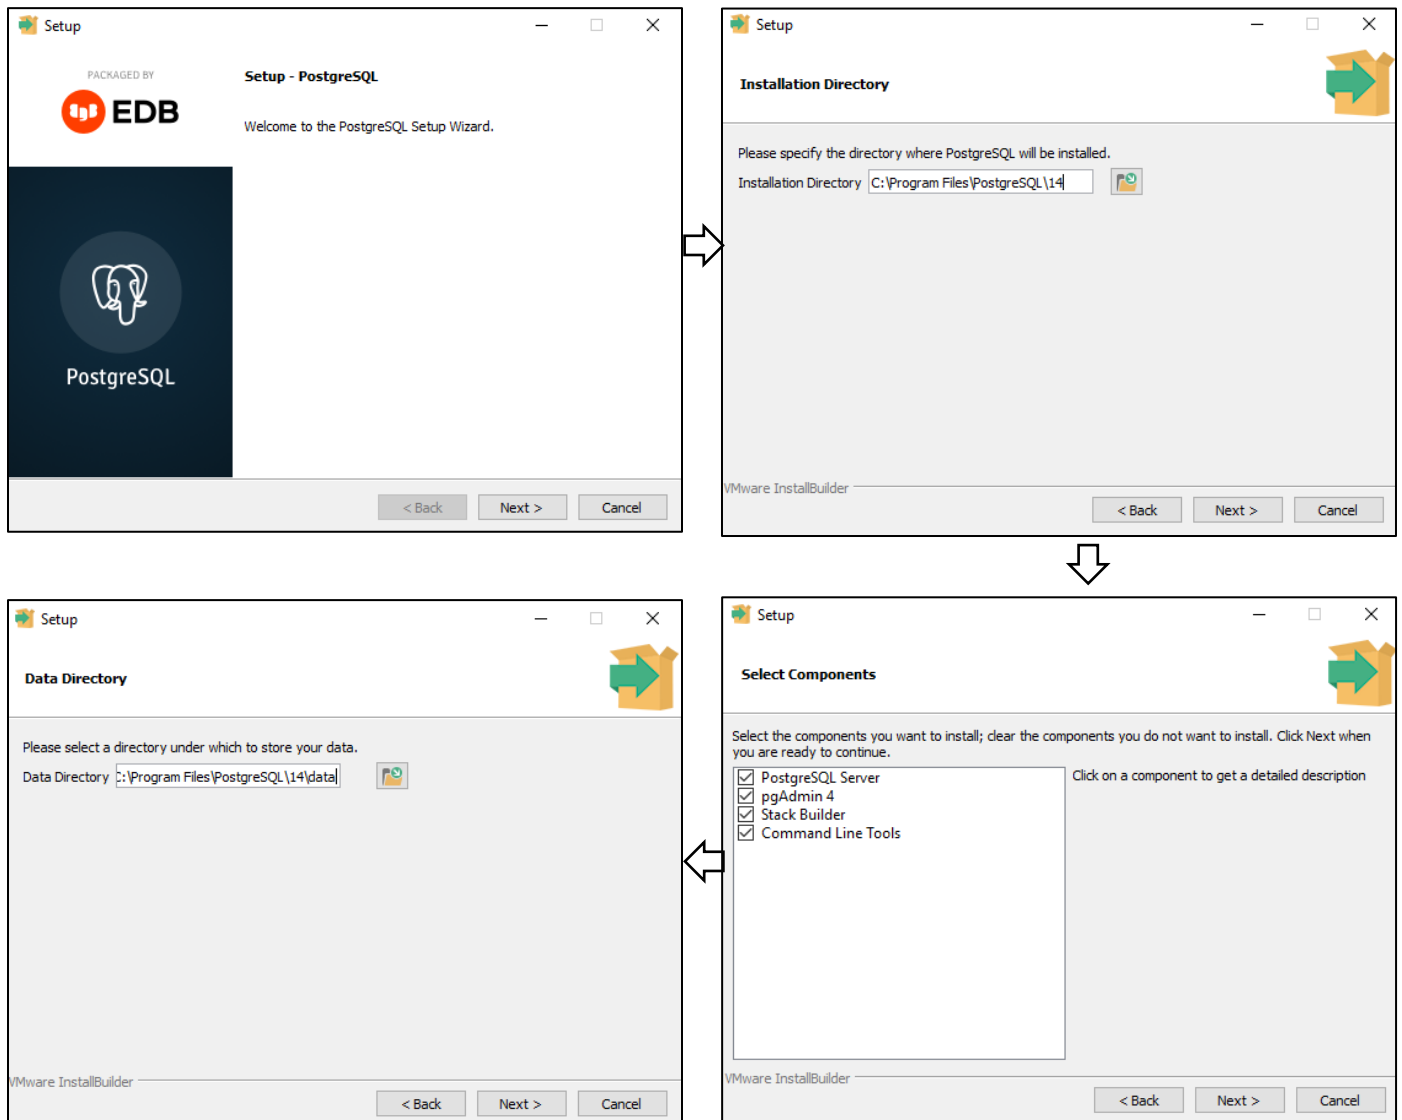 Setup
PACKAGED BY
EDB
Setup - PostgreSQL
Welcome to the PostgreSQL Setup Wizard.
PostgreSQL
< Back
Next >
Cancel
Setup
Installation Directory
Please specify the directory where PostgreSQL will be installed.
Installation Directory C:\Program Files\PostgreSQL\14
VMware InstallBuilder
< Back
Next >
Cancel
Setup
Select Components
Select the components you want to install; clear the components you do not want to install. Click Next when
you are ready to continue.
PostgreSQL Server
pgAdmin 4
Stack Builder
Command Line Tools
Click on a component to get a detailed description
VMware InstallBuilder
< Back
Next >
Cancel
Setup
Data Directory
Please select a directory under which to store your data.
Data Directory :\Program Files\PostgreSQL\14\data
VMware InstallBuilder
< Back
Next >
Cancel